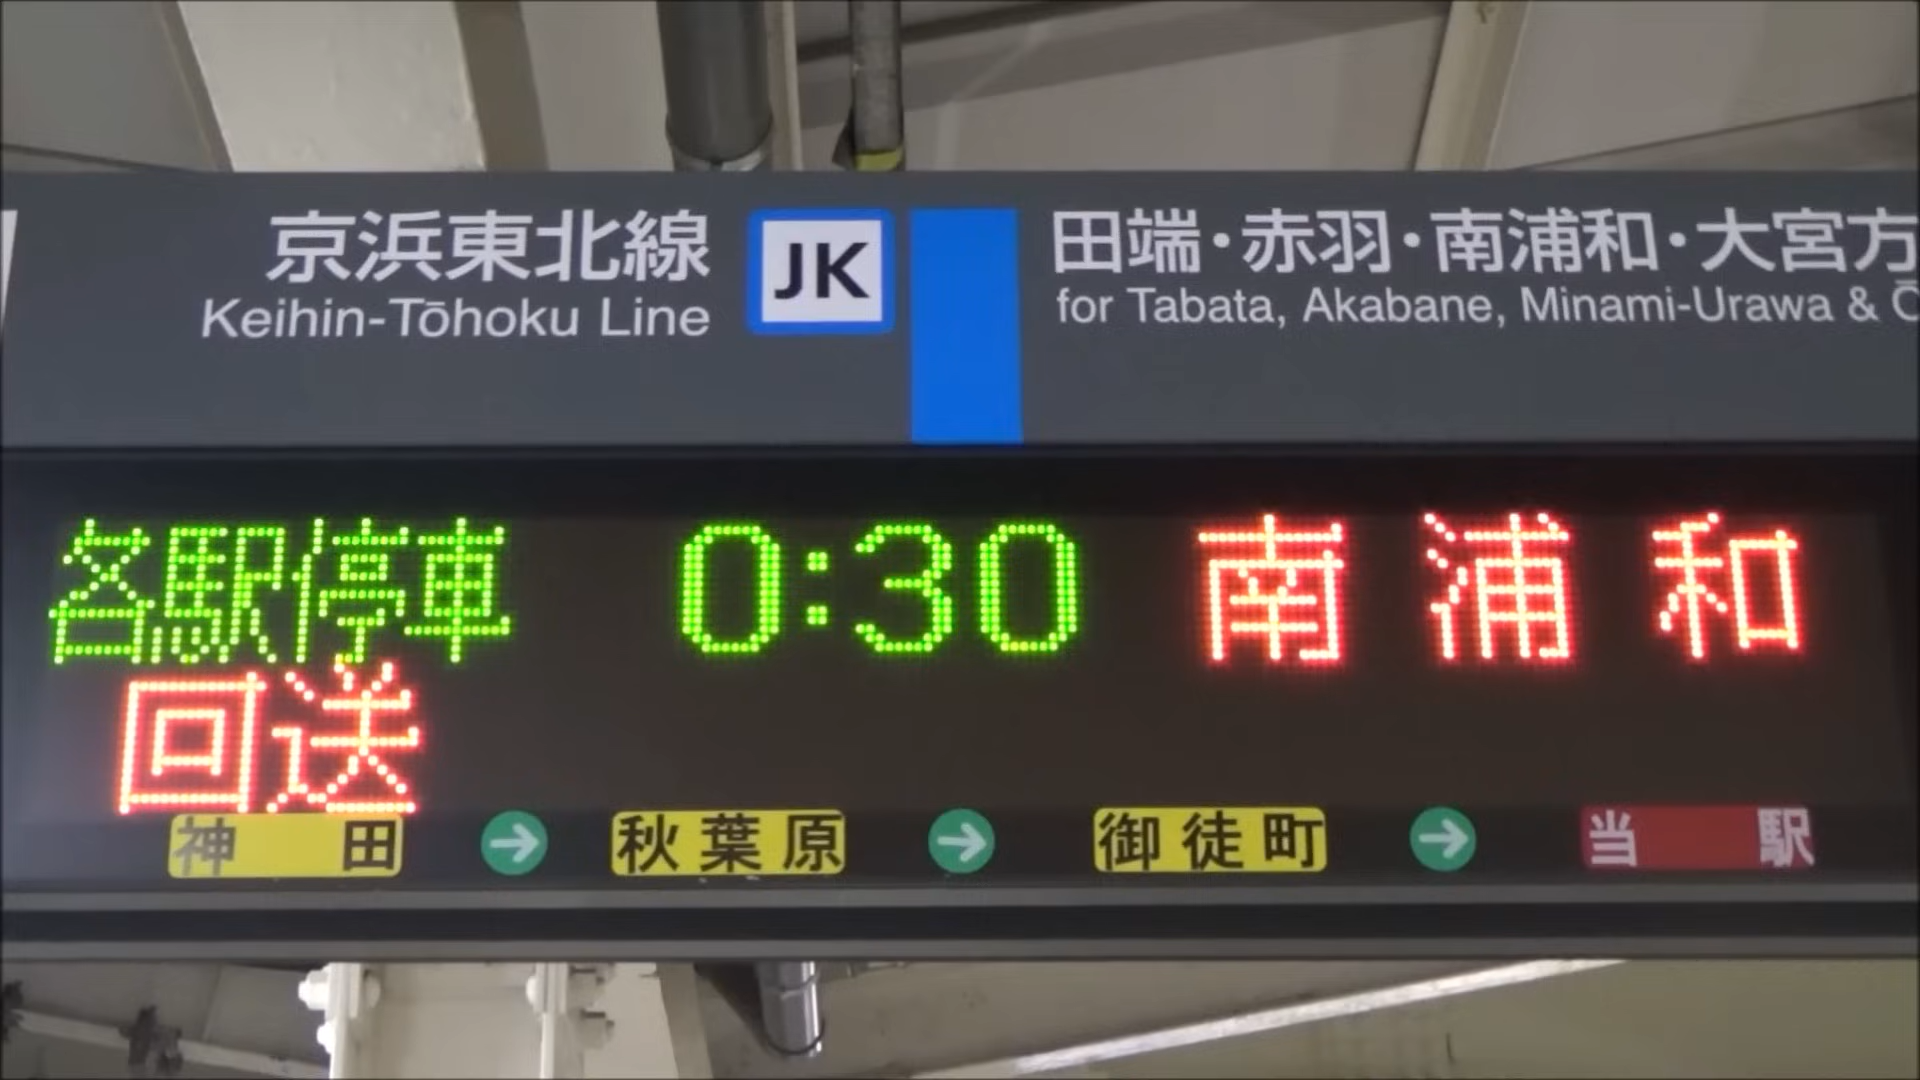 京浜東北線 JK 田端・赤羽・南浦和・大宮方
Keihin-Tōhoku Line for Tabata, Akabane, Minami-Urawa & Ō
各駅停車 0:30 南浦和
回送
神田 → 秋葉原 → 御徒町 → 当駅